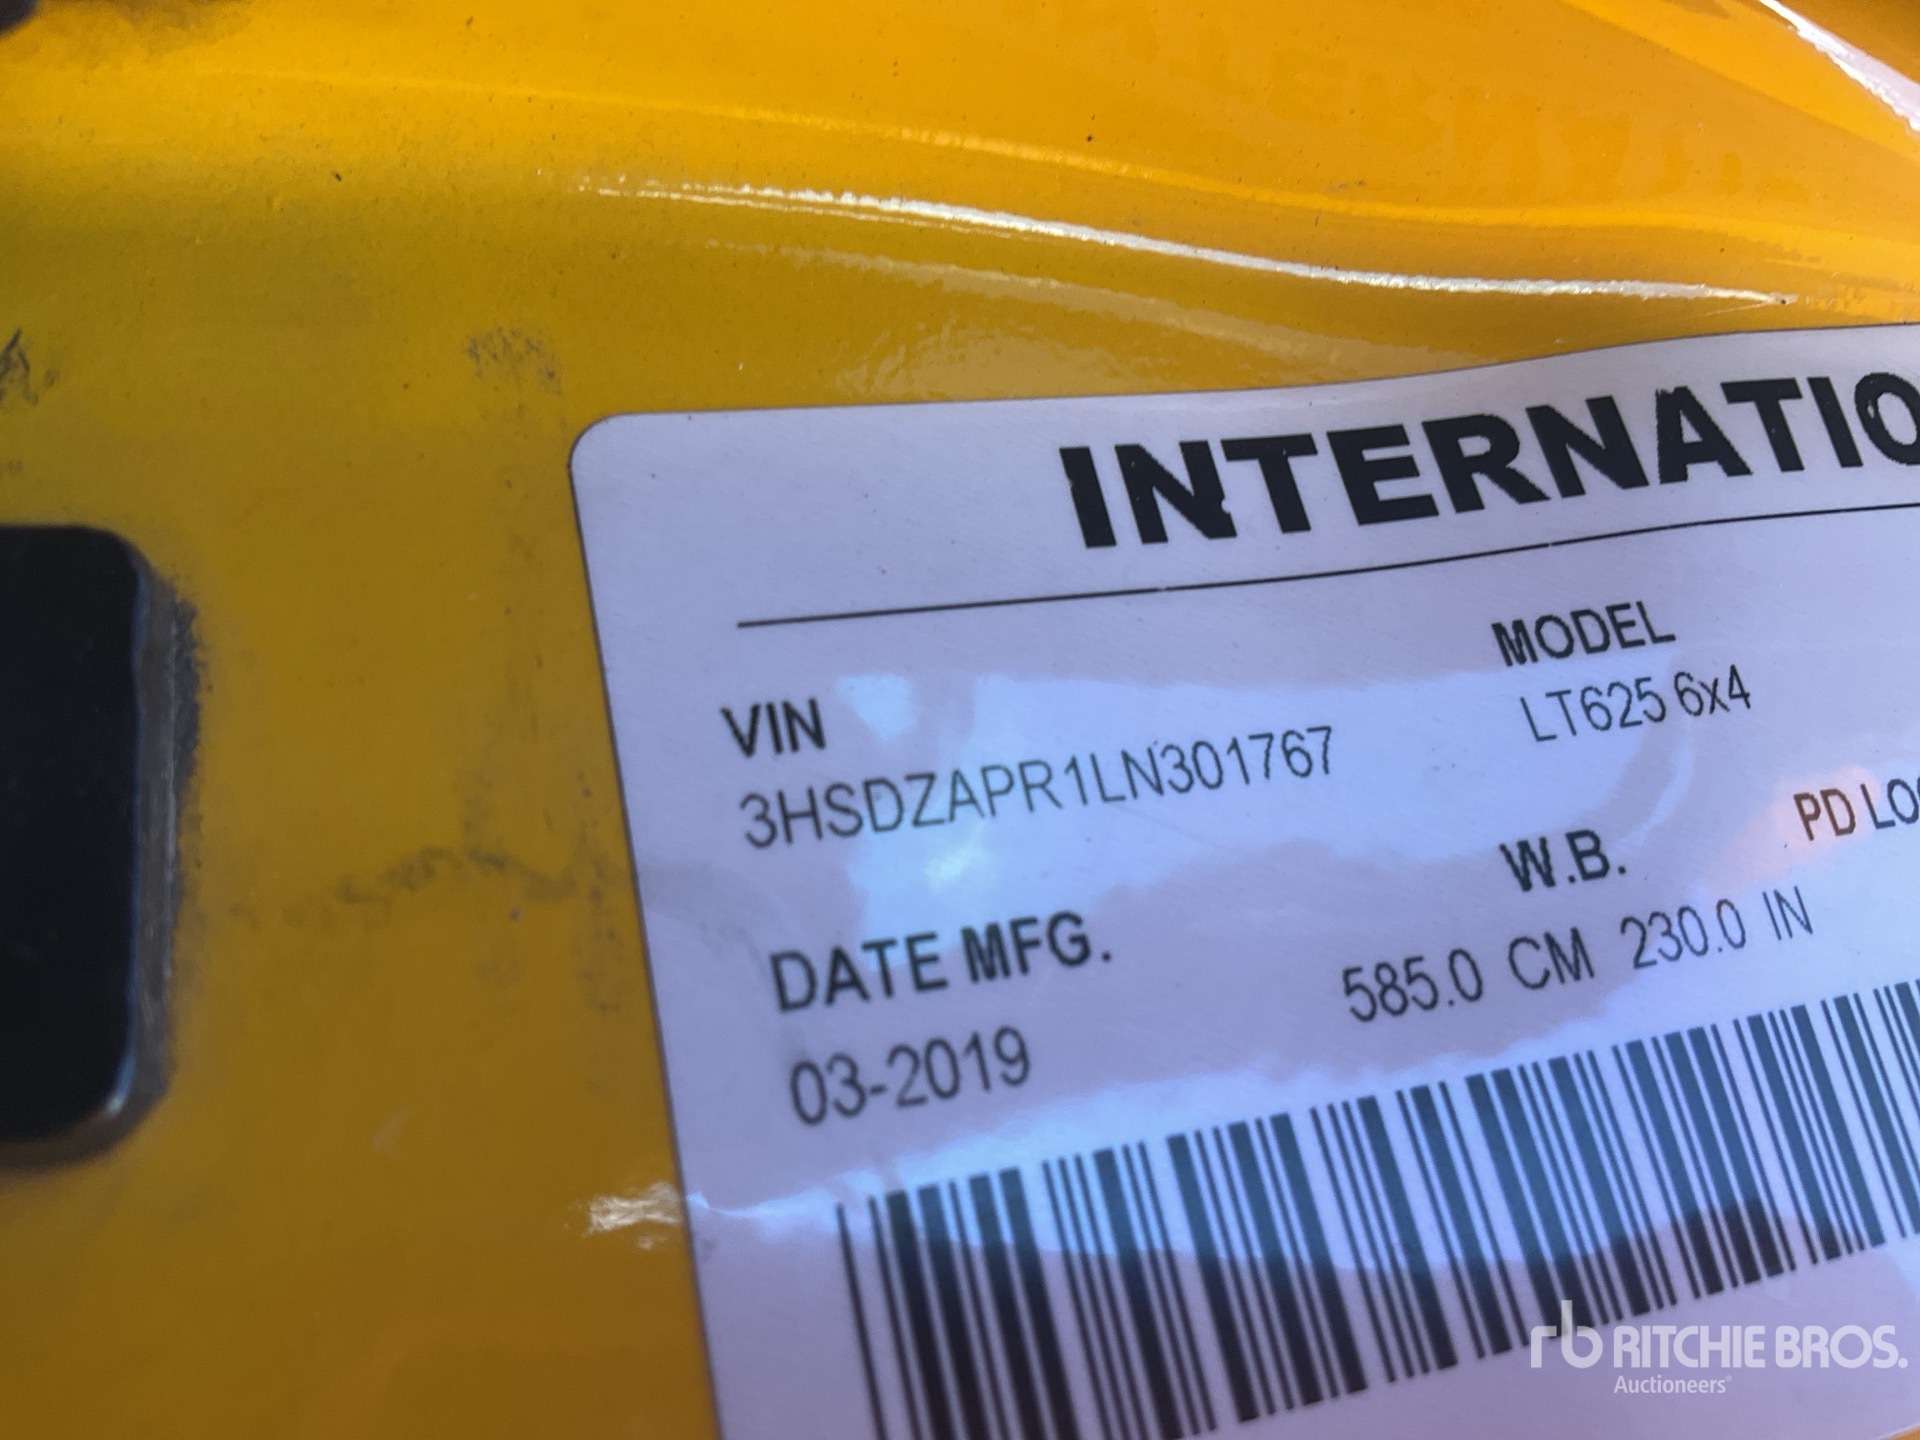 INTERNATIO
VIN
3HSDZAPR1LN301767
MODEL
LT625 6x4
DATE MFG.
03-2019
W.B.
585.0 CM 230.0 IN
PD LO
rb RITCHIE BROS.
Auctioneers